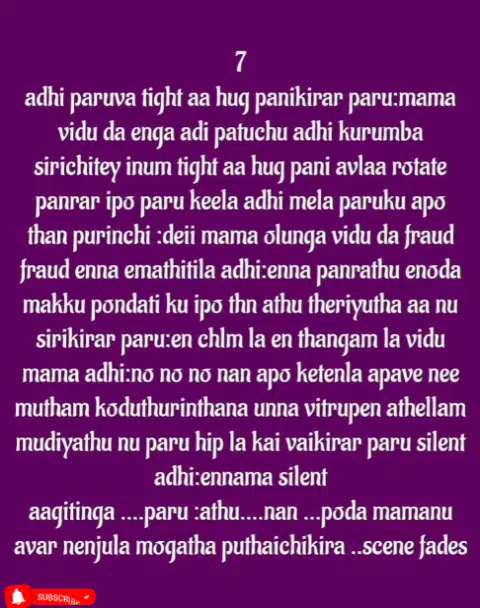 7
adhi paruva tight aa hug panikirar paru:mama
vidu da enga adi patuchu adhi kurumba
sirichitey inum tight aa hug pani avlaa rotate
panrar ipo paru keela adhi mela paruku apo
than purinchi :deii mama olunga vidu da fraud
fraud enna emathitila adhi:enna panrathu enoda
makku pondati ku ipo thn athu theriyutha aa nu
sirikirar paru:en chlm la en thangam la vidu
mama adhi:no no no nan apo ketenla apave nee
mutham koduthurinthana unna vitrupen athellam
mudiyathu nu paru hip la kai vaikirar paru silent
adhi:ennama silent
aagitinga ....paru :athu....nan ...poda mamanu
avar nenjula mogatha puthaichikira ..scene fades
SUBSCRIBE